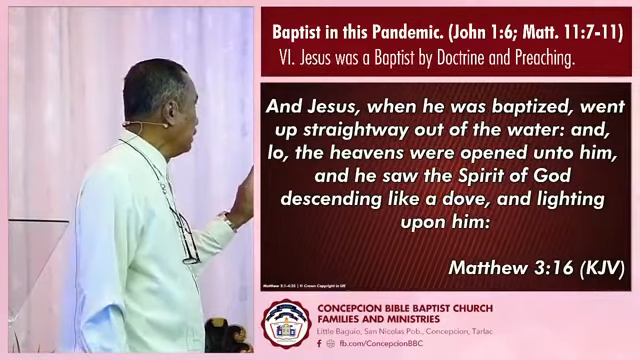 Baptist in this Pandemic. (John 1:6; Matt. 11:7-11)
VI. Jesus was a Baptist by Doctrine and Preaching.
And Jesus, when he was baptized, went
up straightway out of the water: and,
lo, the heavens were opened unto him,
and he saw the Spirit of God
descending like a dove, and lighting
upon him:
Matthew 3:16 (KJV)
CONCEPCION BIBLE BAPTIST CHURCH
FAMILIES AND MINISTRIES
Little Baguio, San Nicolas Pob., Concepcion, Tarlac
fb.com/ConcepcionBBC